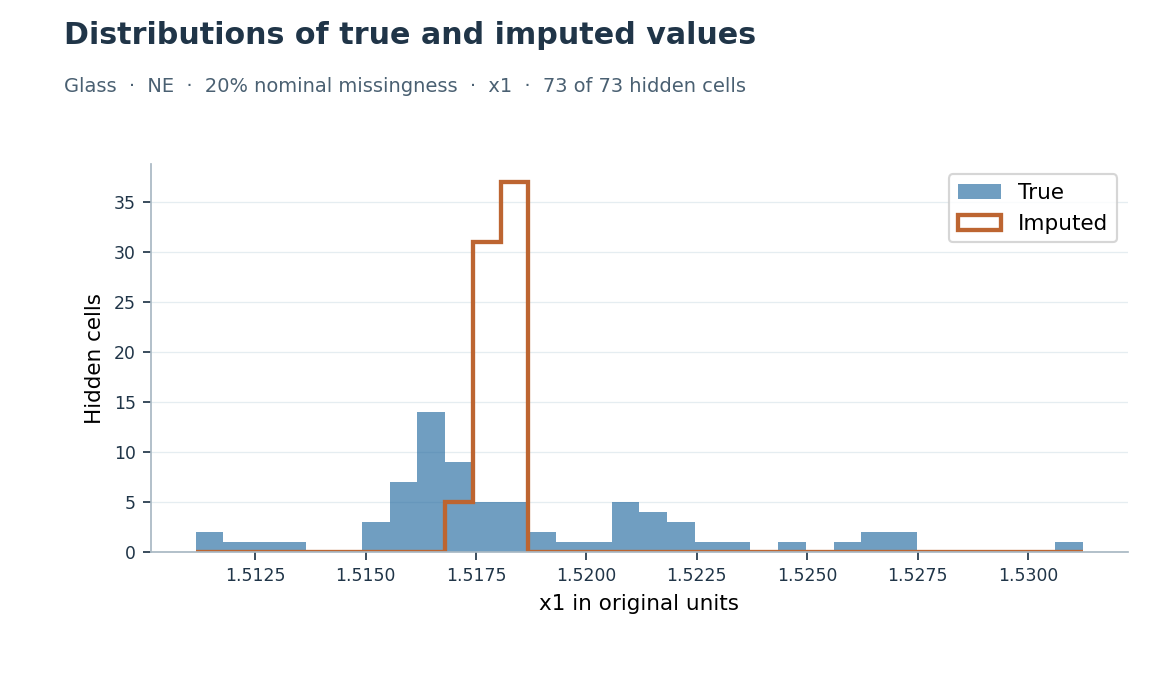 Distributions of true and imputed values
Glass · NE · 20% nominal missingness · x1 · 73 of 73 hidden cells
True
Imputed
Hidden cells
35
30
25
20
15
10
5
0
1.5125 1.5150 1.5175 1.5200 1.5225 1.5250 1.5275 1.5300
x1 in original units